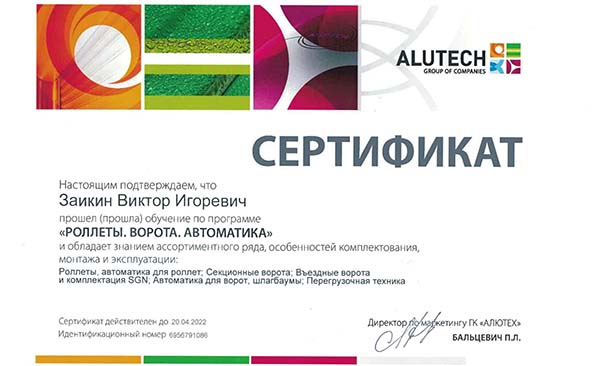 ALUTECH
GROUP OF COMPANIES
СЕРТИФИКАТ
Настоящим подтверждаем, что
Заикин Виктор Игоревич
прошел (прошла) обучение по программе
«РОЛЛЕТЫ. ВОРОТА. АВТОМАТИКА»
и обладает знанием ассортиментного ряда, особенностей комплектования,
монтажа и эксплуатации:
Роллеты, автоматика для роллет; Секционные ворота; Въездные ворота
и комплектация SGN; Автоматика для ворот, шлагбаумы; Перегрузочная техника
Сертификат действителен до 20.04.2022
Идентификационный номер 6956791086
Директор по маркетингу ГК «АЛЮТЕХ»
БАЛЬЦЕВИЧ П.Л.